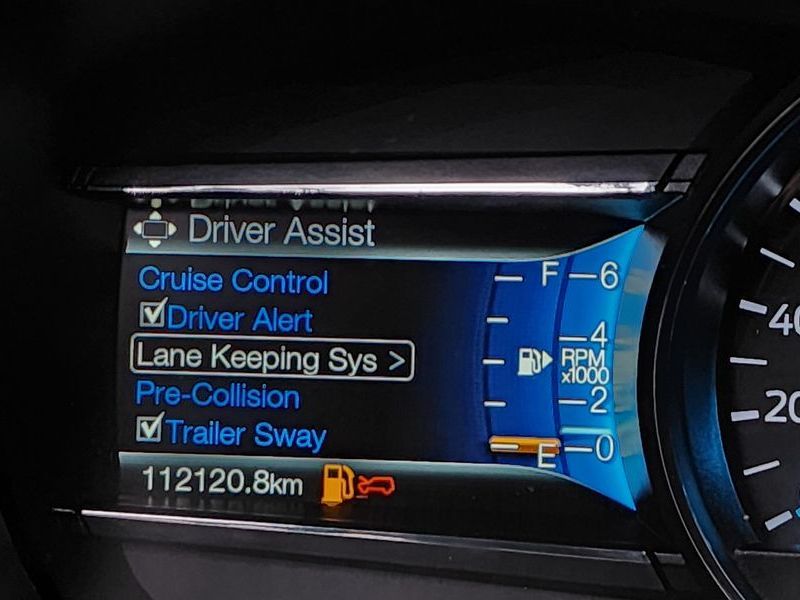 Driver Assist
Cruise Control
Driver Alert
Lane Keeping Sys >
Pre-Collision
Trailer Sway
112120.8km
F
E
6
4
RPM
x1000
2
0
40
20